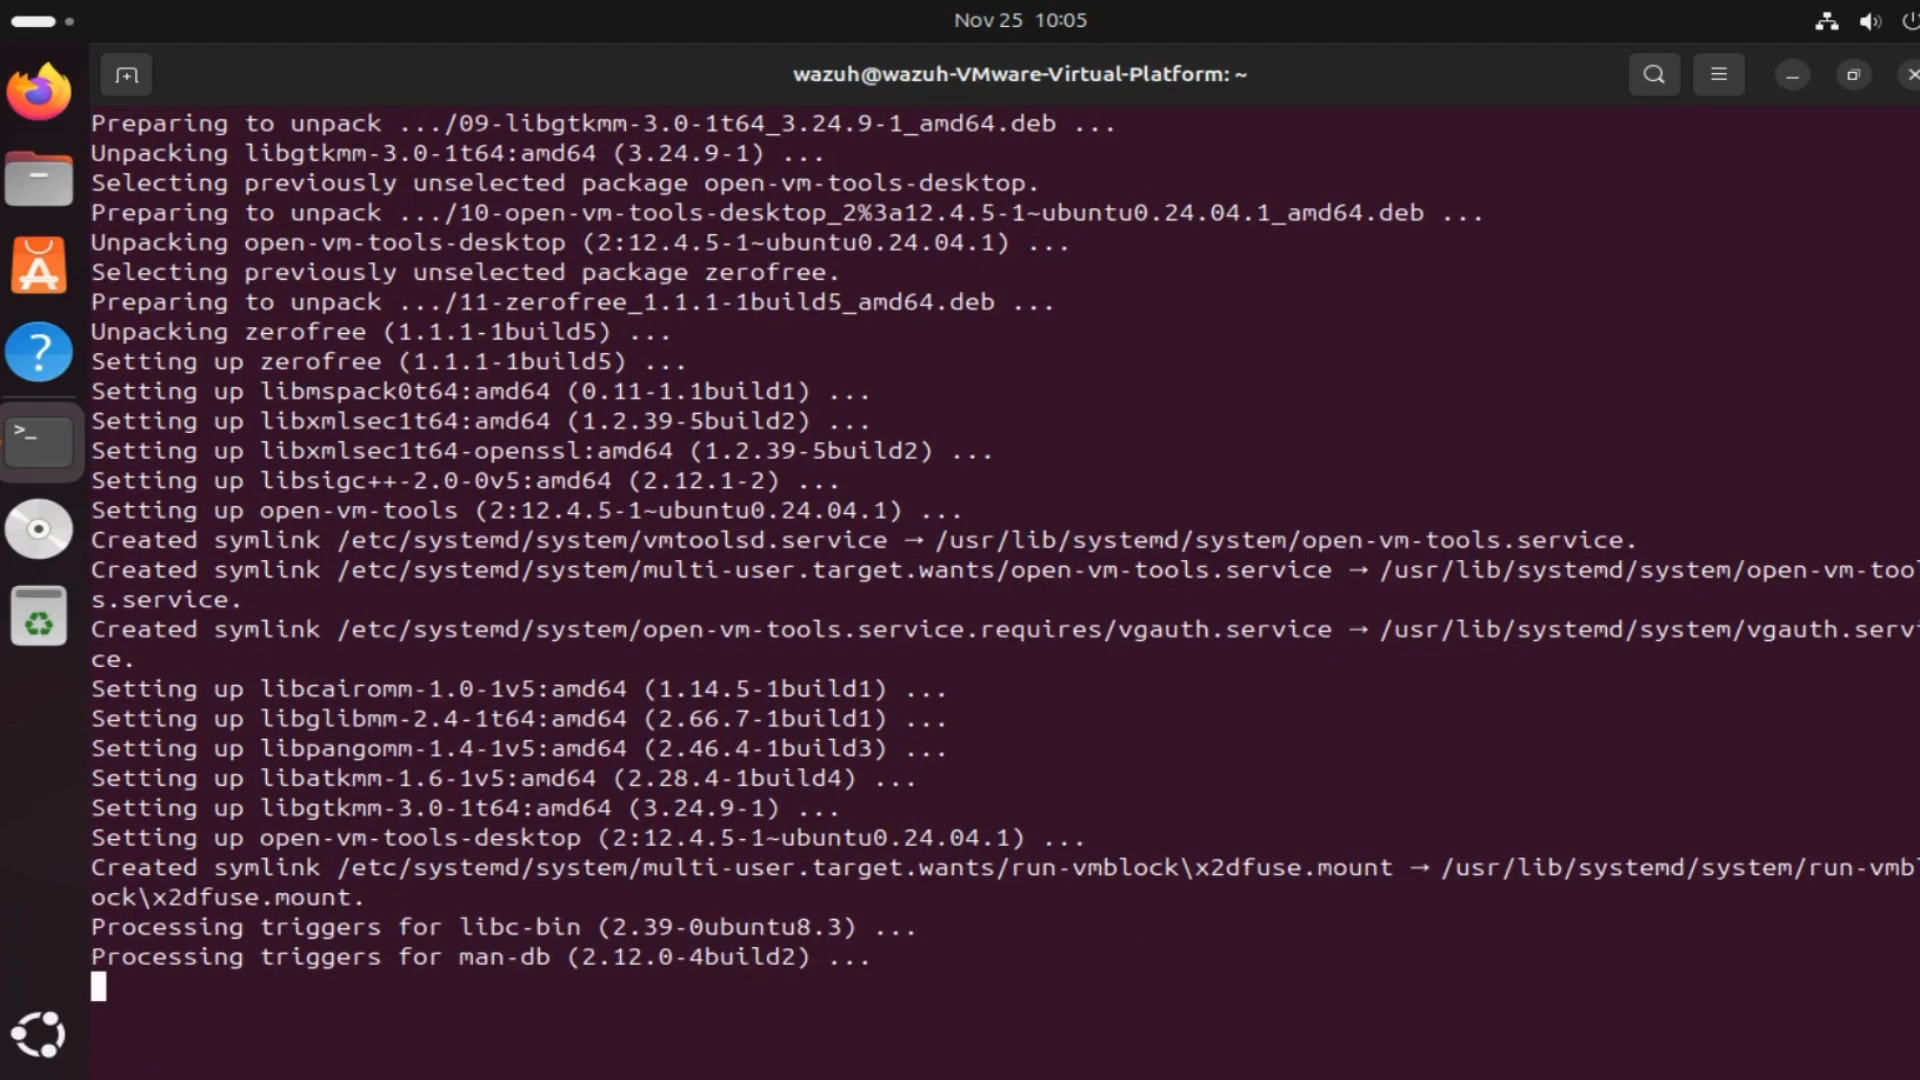 Nov 25 10:05
wazuh@wazuh-VMware-Virtual-Platform: ~
Preparing to unpack .../09-libgtkmm-3.0-1t64_3.24.9-1_amd64.deb ...
Unpacking libgtkmm-3.0-1t64:amd64 (3.24.9-1) ...
Selecting previously unselected package open-vm-tools-desktop.
Preparing to unpack .../10-open-vm-tools-desktop_2%3a12.4.5-1~ubuntu0.24.04.1_amd64.deb ...
Unpacking open-vm-tools-desktop (2:12.4.5-1~ubuntu0.24.04.1) ...
Selecting previously unselected package zerofree.
Preparing to unpack .../11-zerofree_1.1.1-1build5_amd64.deb ...
Unpacking zerofree (1.1.1-1build5) ...
Setting up zerofree (1.1.1-1build5) ...
Setting up libmspack0t64:amd64 (0.11-1.1build1) ...
Setting up libxmlsec1t64:amd64 (1.2.39-5build2) ...
Setting up libxmlsec1t64-openssl:amd64 (1.2.39-5build2) ...
Setting up libsigc++-2.0-0v5:amd64 (2.12.1-2) ...
Setting up open-vm-tools (2:12.4.5-1~ubuntu0.24.04.1) ...
Created symlink /etc/systemd/system/vmtoolsd.service → /usr/lib/systemd/system/open-vm-tools.service.
Created symlink /etc/systemd/system/multi-user.target.wants/open-vm-tools.service → /usr/lib/systemd/system/open-vm-tool
s.service.
Created symlink /etc/systemd/system/open-vm-tools.service.requires/vgauth.service → /usr/lib/systemd/system/vgauth.servi
ce.
Setting up libcairomm-1.0-1v5:amd64 (1.14.5-1build1) ...
Setting up libglibmm-2.4-1t64:amd64 (2.66.7-1build1) ...
Setting up libpangomm-1.4-1v5:amd64 (2.46.4-1build3) ...
Setting up libatkmm-1.6-1v5:amd64 (2.28.4-1build4) ...
Setting up libgtkmm-3.0-1t64:amd64 (3.24.9-1) ...
Setting up open-vm-tools-desktop (2:12.4.5-1~ubuntu0.24.04.1) ...
Created symlink /etc/systemd/system/multi-user.target.wants/run-vmblock\x2dfuse.mount → /usr/lib/systemd/system/run-vmbl
ock\x2dfuse.mount.
Processing triggers for libc-bin (2.39-0ubuntu8.3) ...
Processing triggers for man-db (2.12.0-4build2) ...